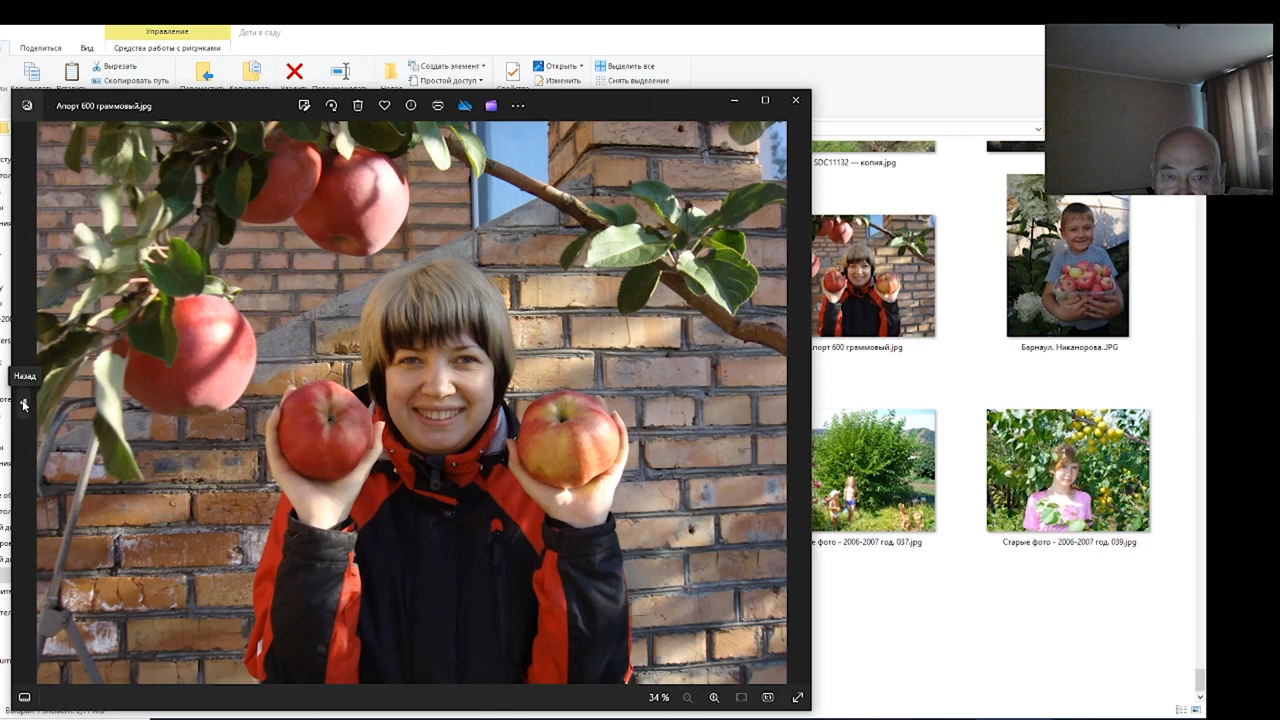 Управление
Дети в саду
Поделиться
Вид
Средства работы с рисунками
Вырезать
Скопировать путь
Создать элемент
Простой доступ
Открыть
Изменить
Выделить все
Снять выделение
Апорт 600 граммовый.jpg
SDC11132 — копия.jpg
порт 600 граммовый.jpg
Барнаул. Никанорова.JPG
Назад
е фото - 2006-2007 год. 037.jpg
Старые фото - 2006-2007 год. 039.jpg
34 %